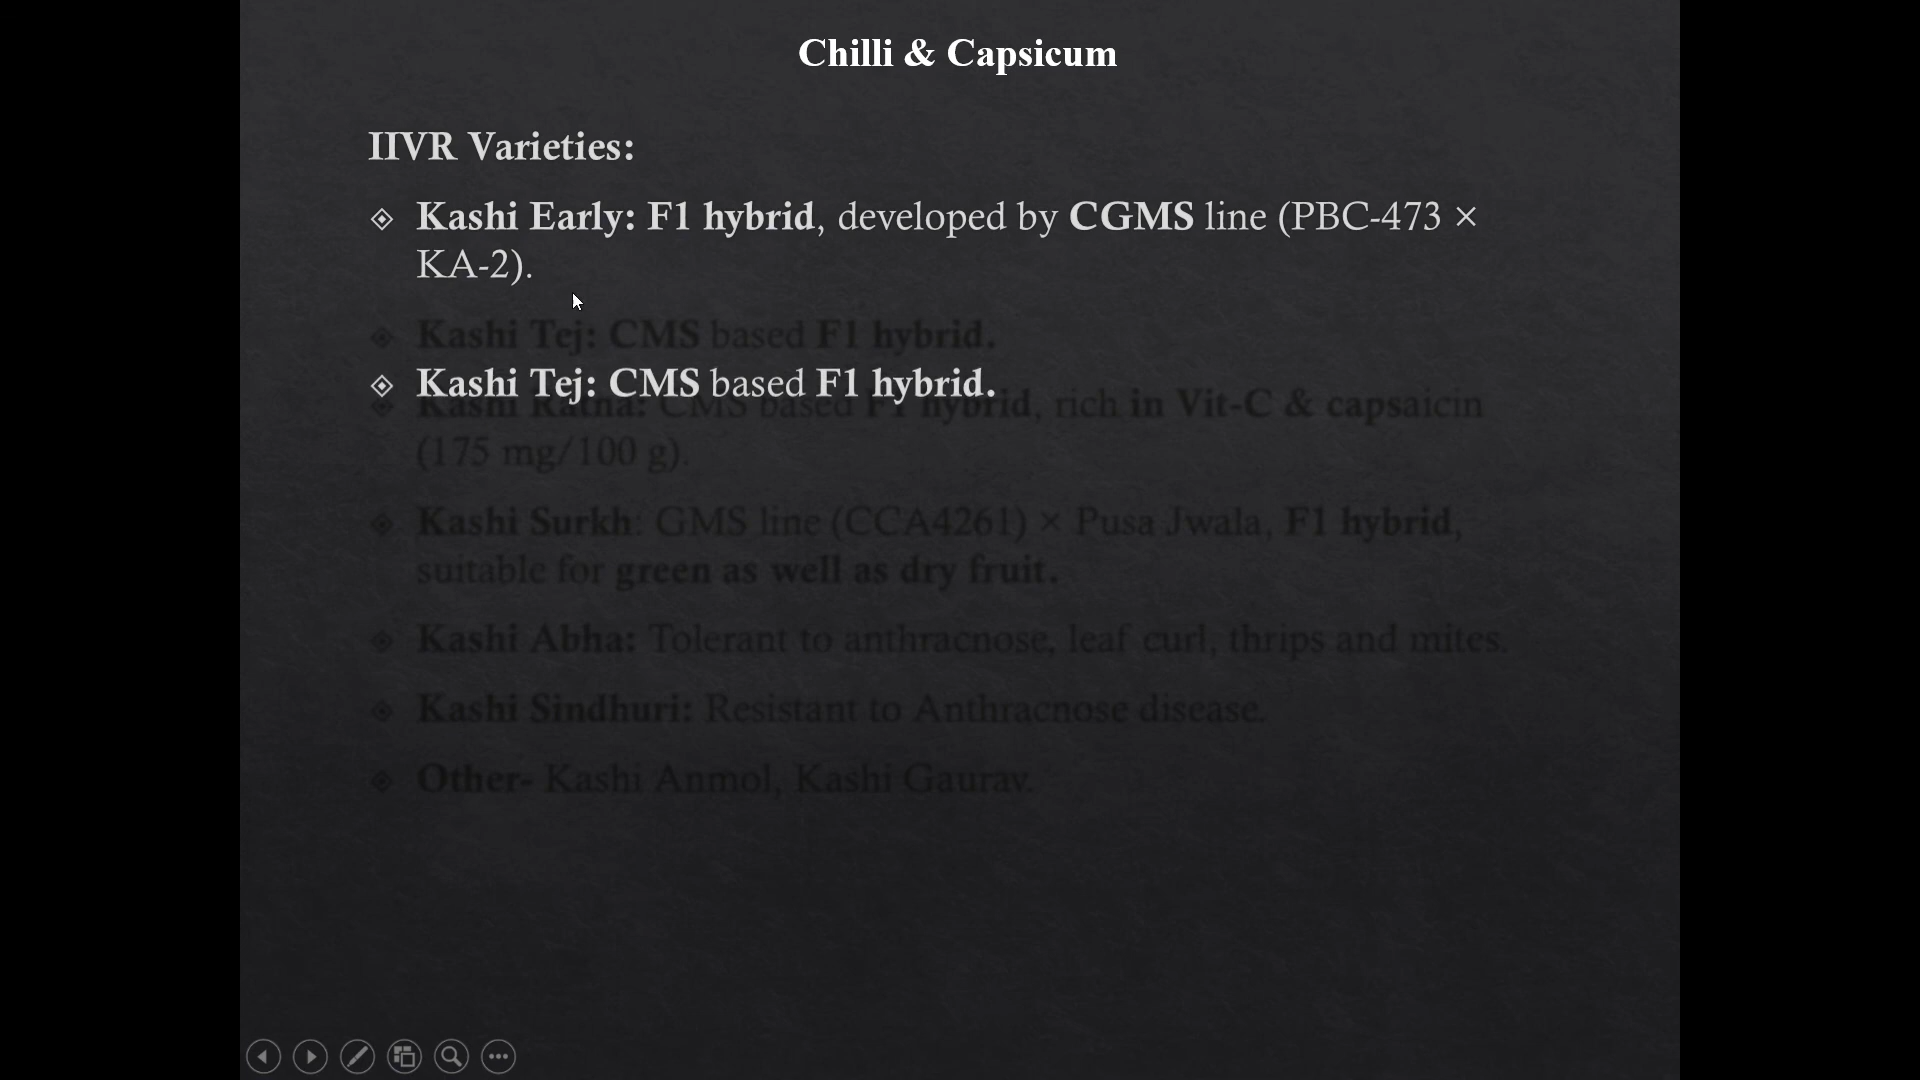 Chilli & Capsicum
IIVR Varieties:
Kashi Early: F1 hybrid, developed by CGMS line (PBC-473 ×
KA-2).
Kashi Tej: CMS based F1 hybrid.
Kashi Tej: CMS based F1 hybrid.
Kashi Ratna: CMS based F1 hybrid, rich in Vit-C & capsaicin
(175 mg/100 g).
Kashi Surkh: GMS line (CCA4261) × Pusa Jwala, F1 hybrid,
suitable for green as well as dry fruit.
Kashi Abha: Tolerant to anthracnose, leaf curl, thrips and mites.
Kashi Sindhuri: Resistant to Anthracnose disease.
Other- Kashi Anmol, Kashi Gaurav.